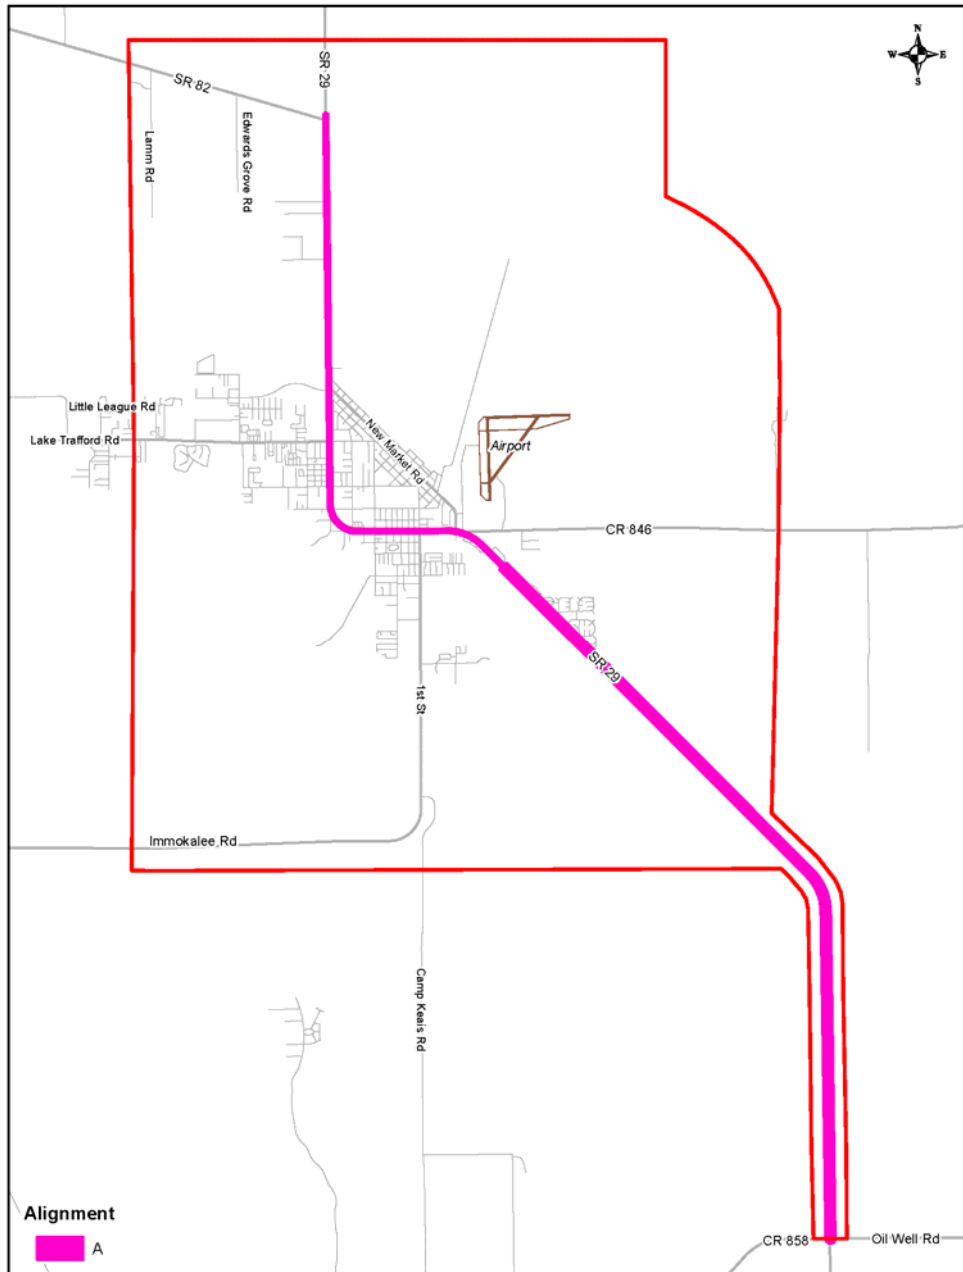 N
W E
S
SR 29
SR 82
Lamm Rd
Edwards Grove Rd
Little League Rd
Lake Trafford Rd
New Market Rd
Airport
CR 846
SR 29
1st St
Immokalee Rd
Camp Keais Rd
Alignment
A
CR 858
Oil Well Rd